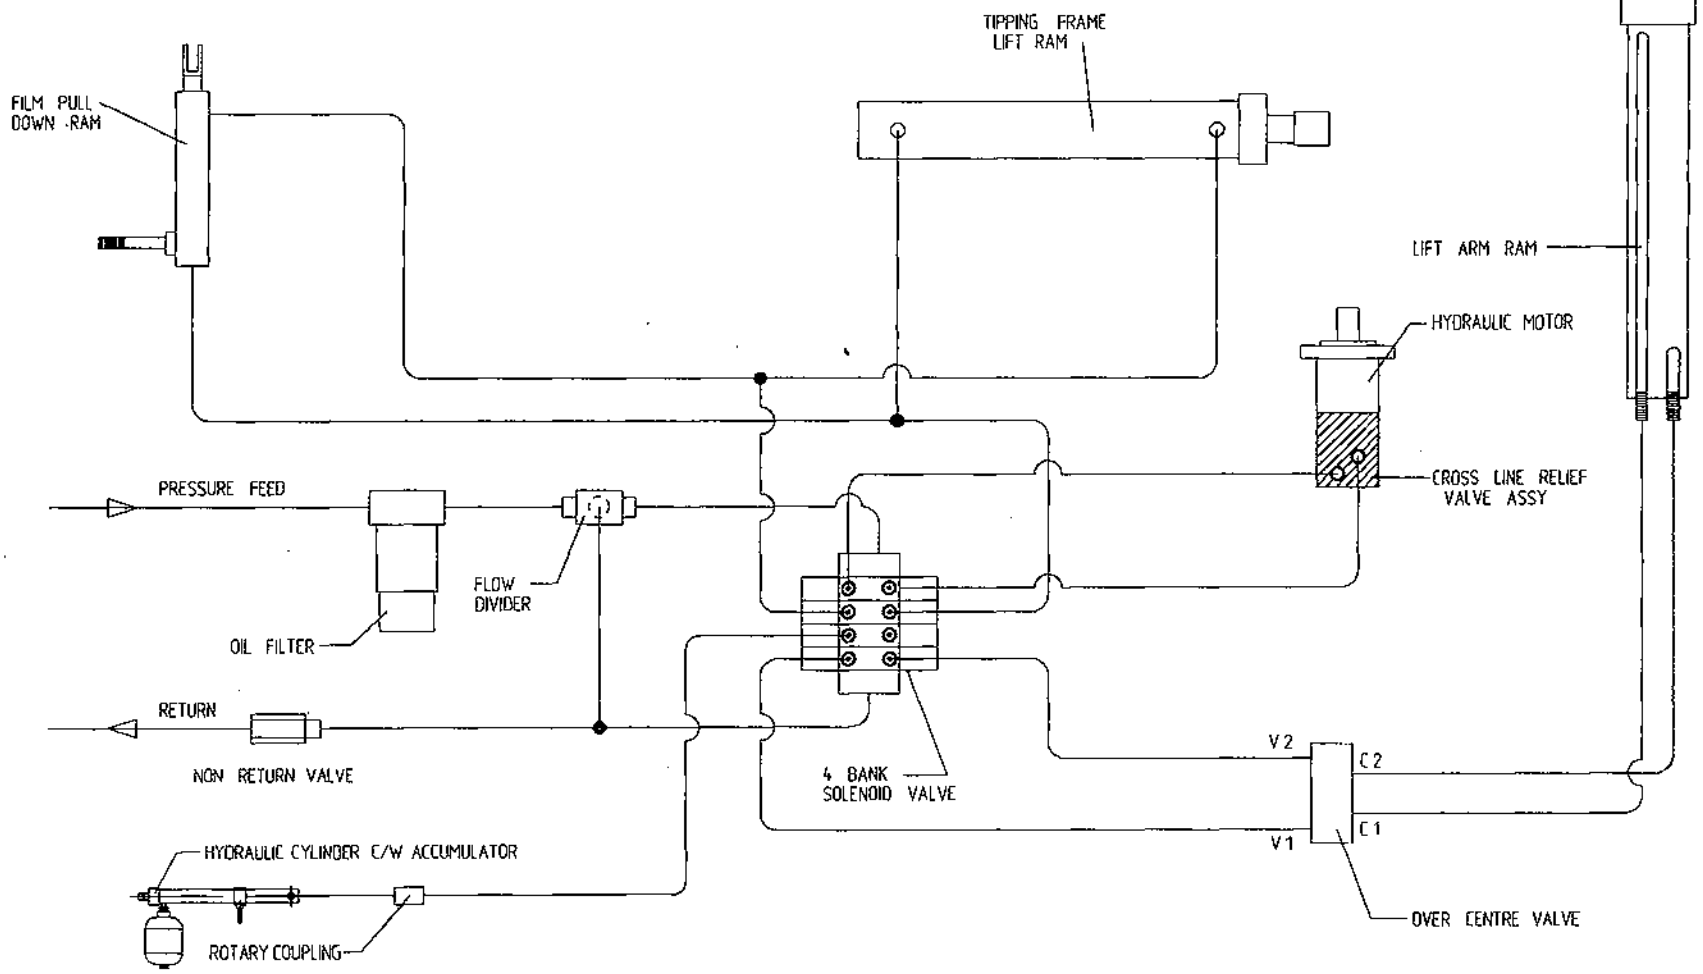 TIPPING FRAME
LIFT RAM
FILM PULL
DOWN RAM
LIFT ARM RAM
HYDRAULIC MOTOR
CROSS LINE RELIEF
VALVE ASSY
PRESSURE FEED
FLOW
DIVIDER
OIL FILTER
RETURN
NON RETURN VALVE
4 BANK
SOLENOID VALVE
V2
C2
V1
C1
HYDRAULIC CYLINDER C/W ACCUMULATOR
ROTARY COUPLING
OVER CENTRE VALVE